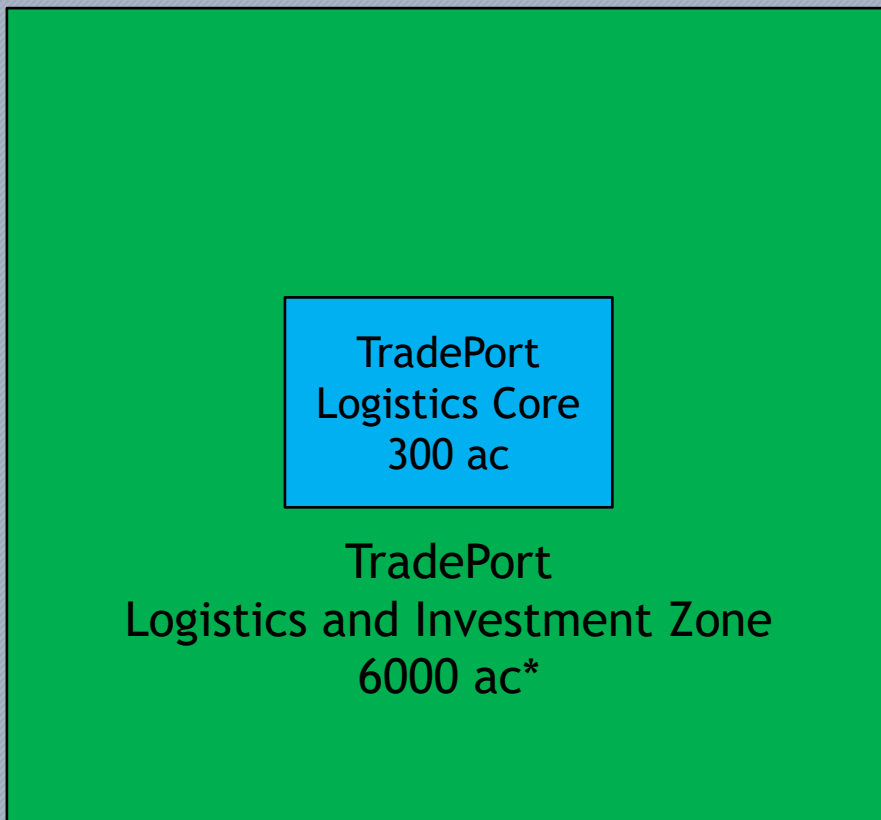 TradePort
Logistics Core
300 ac
TradePort
Logistics and Investment Zone
6000 ac*